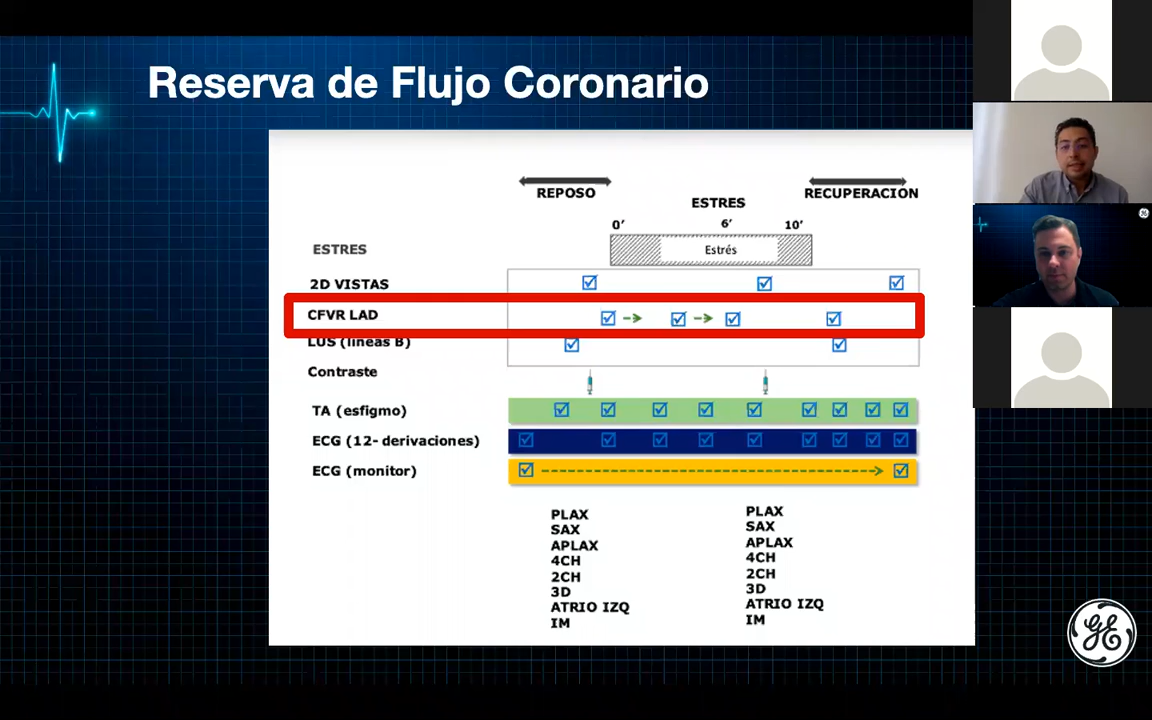 Reserva de Flujo Coronario
REPOSO
ESTRES
RECUPERACION
0’ 6’ 10’
ESTRES
Estrés
2D VISTAS
CFVR LAD
LUS (líneas B)
Contraste
TA (esfigmo)
ECG (12- derivaciones)
ECG (monitor)
PLAX
SAX
APLAX
4CH
2CH
3D
ATRIO IZQ
IM
PLAX
SAX
APLAX
4CH
2CH
3D
ATRIO IZQ
IM
GE